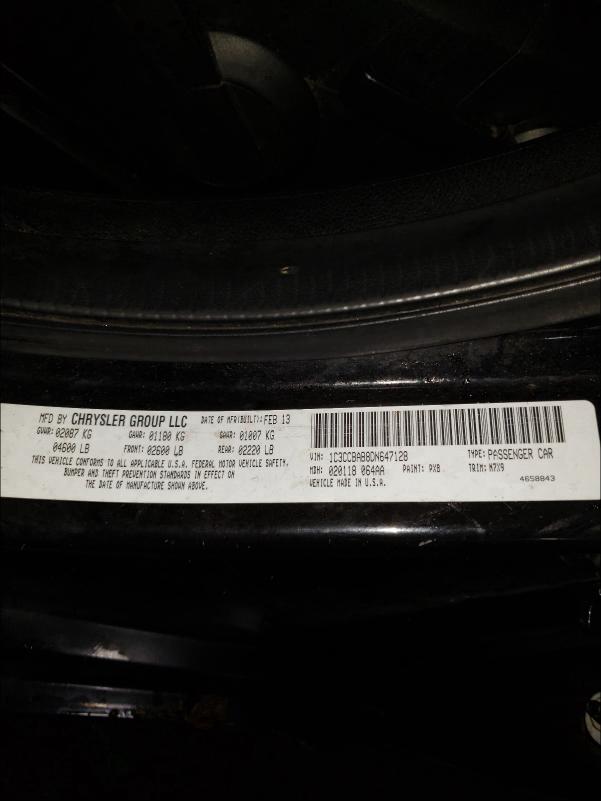 MFD BY CHRYSLER GROUP LLC DATE OF MFR(BUILT): FEB 13
GVWR: 02087 KG GAWR: 01180 KG GAWR: 01007 KG
04600 LB FRONT: 02600 LB REAR: 02220 LB
THIS VEHICLE CONFORMS TO ALL APPLICABLE U.S.A. FEDERAL MOTOR VEHICLE SAFETY,
BUMPER AND THEFT PREVENTION STANDARDS IN EFFECT ON
THE DATE OF MANUFACTURE SHOWN ABOVE.
VIN: 1C3CCBAB8DN647128 TYPE: PASSENGER CAR
MDH: 020118 064AA PAINT: PXB TRIM: M7X9
VEHICLE MADE IN U.S.A. 4658843